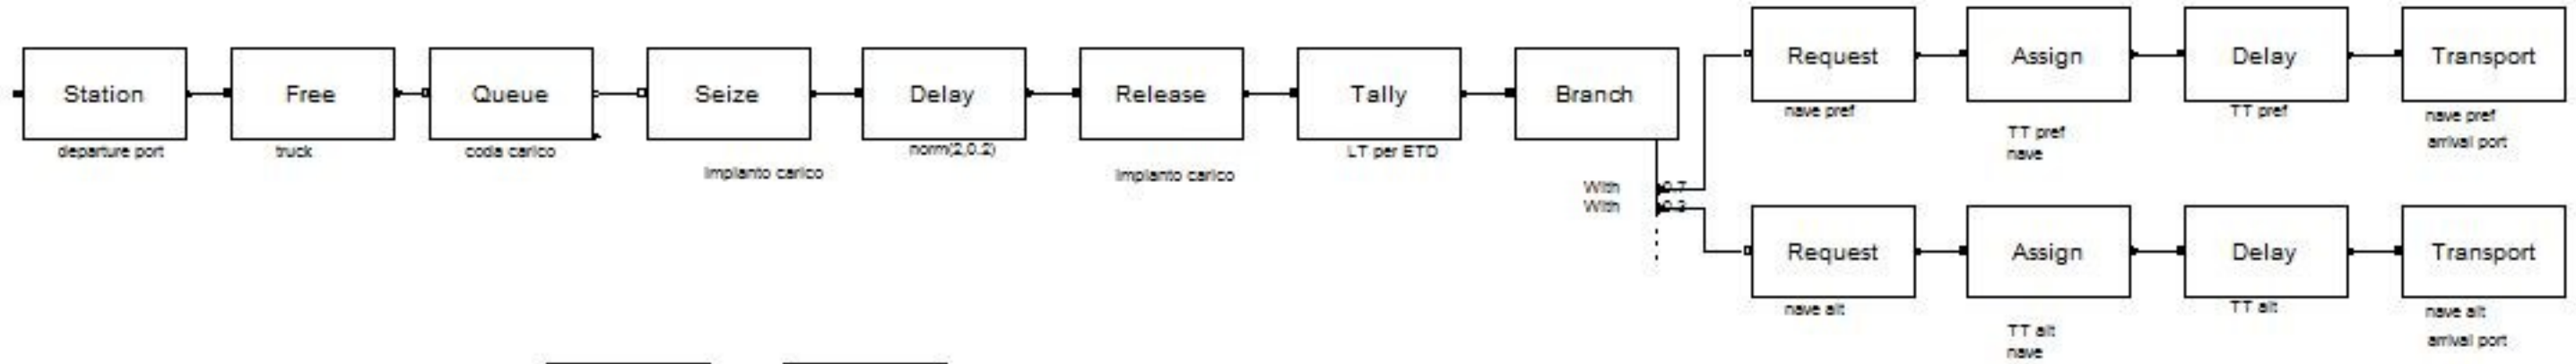 Station
departure port
Free
truck
Queue
coda carico
Seize
Impianto carico
Delay
norm(2,0.2)
Release
Impianto carico
Tally
LT per ETD
Branch
With 0.7
With 0.3
Request
nave pref
Assign
TT pref
nave
Delay
TT pref
Transport
nave pref
arrival port
Request
nave alt
Assign
TT alt
nave
Delay
TT alt
Transport
nave alt
arrival port